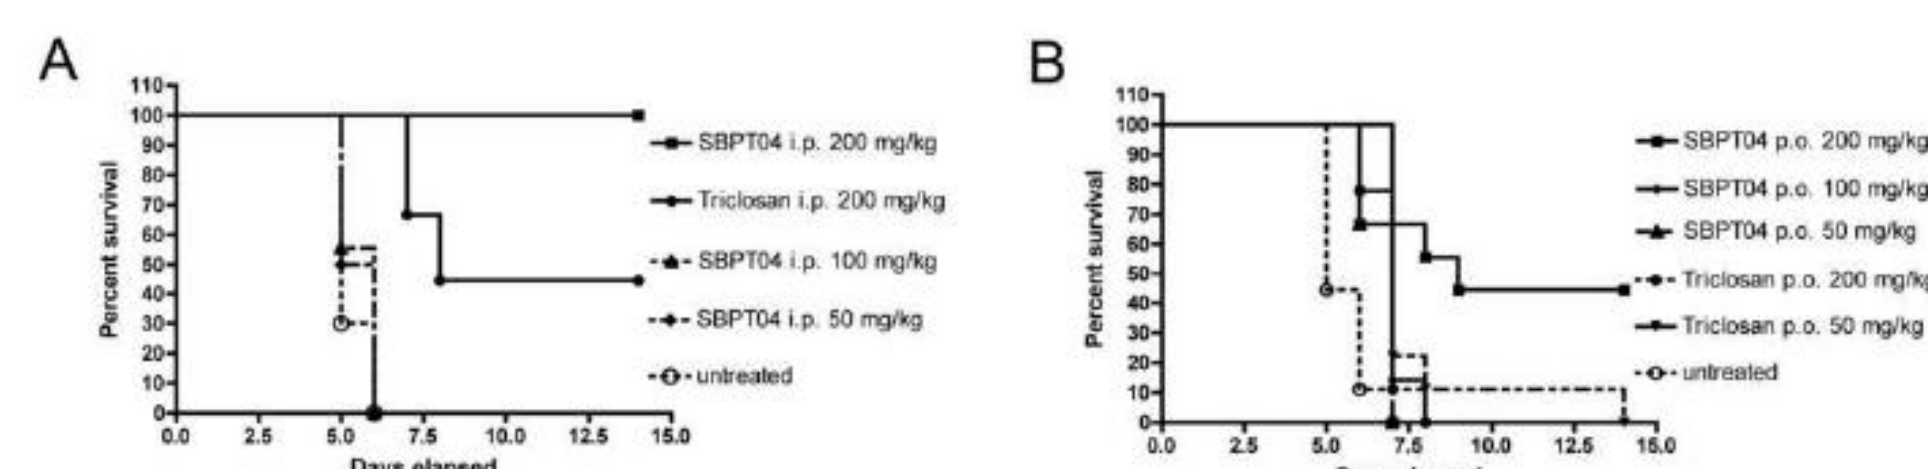 A
110
100
90
80
70
60
50
40
30
20
10
0
Percent survival
0.0 2.5 5.0 7.5 10.0 12.5 15.0
Days elapsed
SBPT04 i.p. 200 mg/kg
Triclosan i.p. 200 mg/kg
SBPT04 i.p. 100 mg/kg
SBPT04 i.p. 50 mg/kg
untreated
B
110
100
90
80
70
60
50
40
30
20
10
0
Percent survival
0.0 2.5 5.0 7.5 10.0 12.5 15.0
SBPT04 p.o. 200 mg/kg
SBPT04 p.o. 100 mg/kg
SBPT04 p.o. 50 mg/kg
Triclosan p.o. 200 mg/kg
Triclosan p.o. 50 mg/kg
untreated